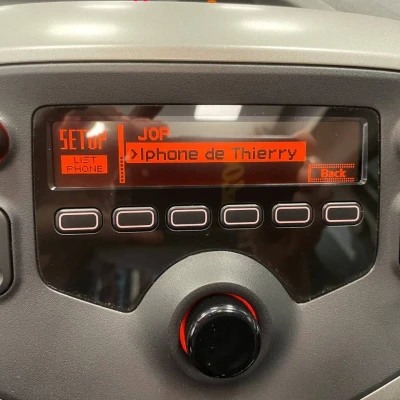 SETUP
LIST
PHONE
JOP
>Iphone de Thierry
Back